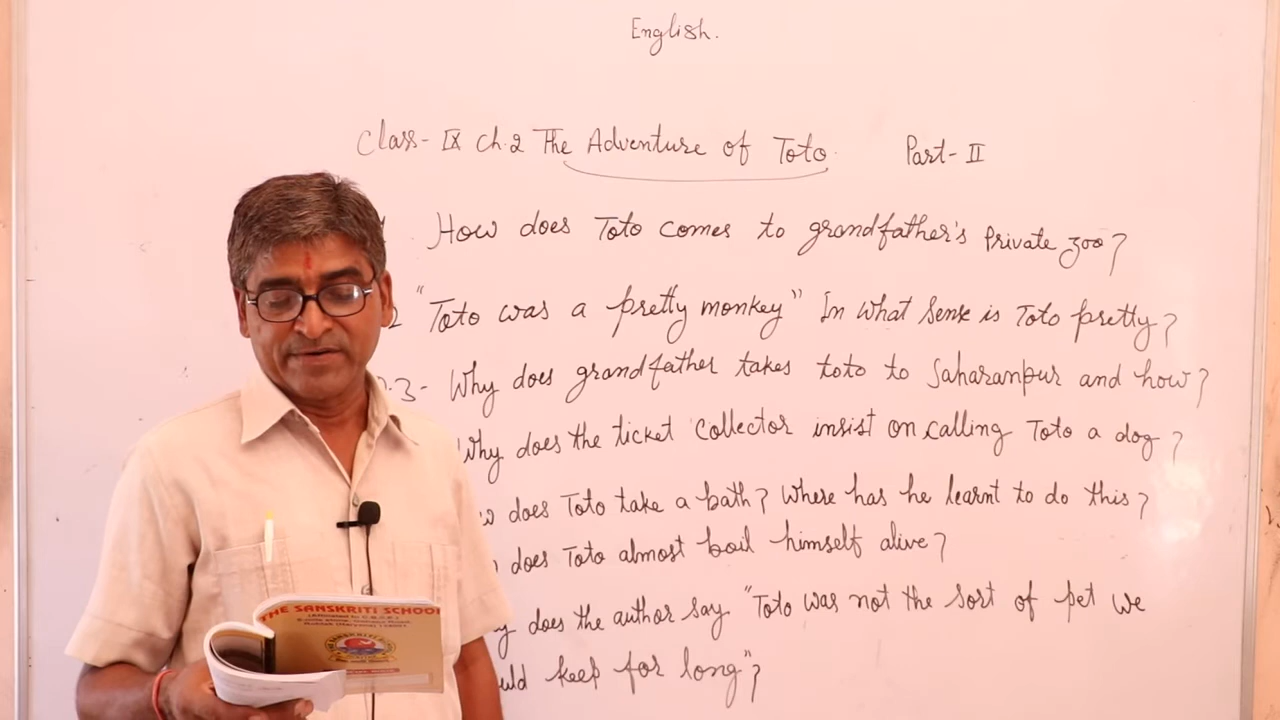 English.
Class- IX Ch.2 The Adventure of Toto. Part- II
How does Toto comes to grandfather's Private zoo?
2 "Toto was a pretty monkey" In what Sense is Toto pretty?
3- Why does grandfather takes toto to Saharanpur and how?
Why does the ticket Collector insist on calling Toto a dog?
does Toto take a bath? Where has he learnt to do this?
does Toto almost boil himself alive?
does the author say "Toto was not the sort of pet we
keep for long"?
THE SANSKRITI SCHOOL